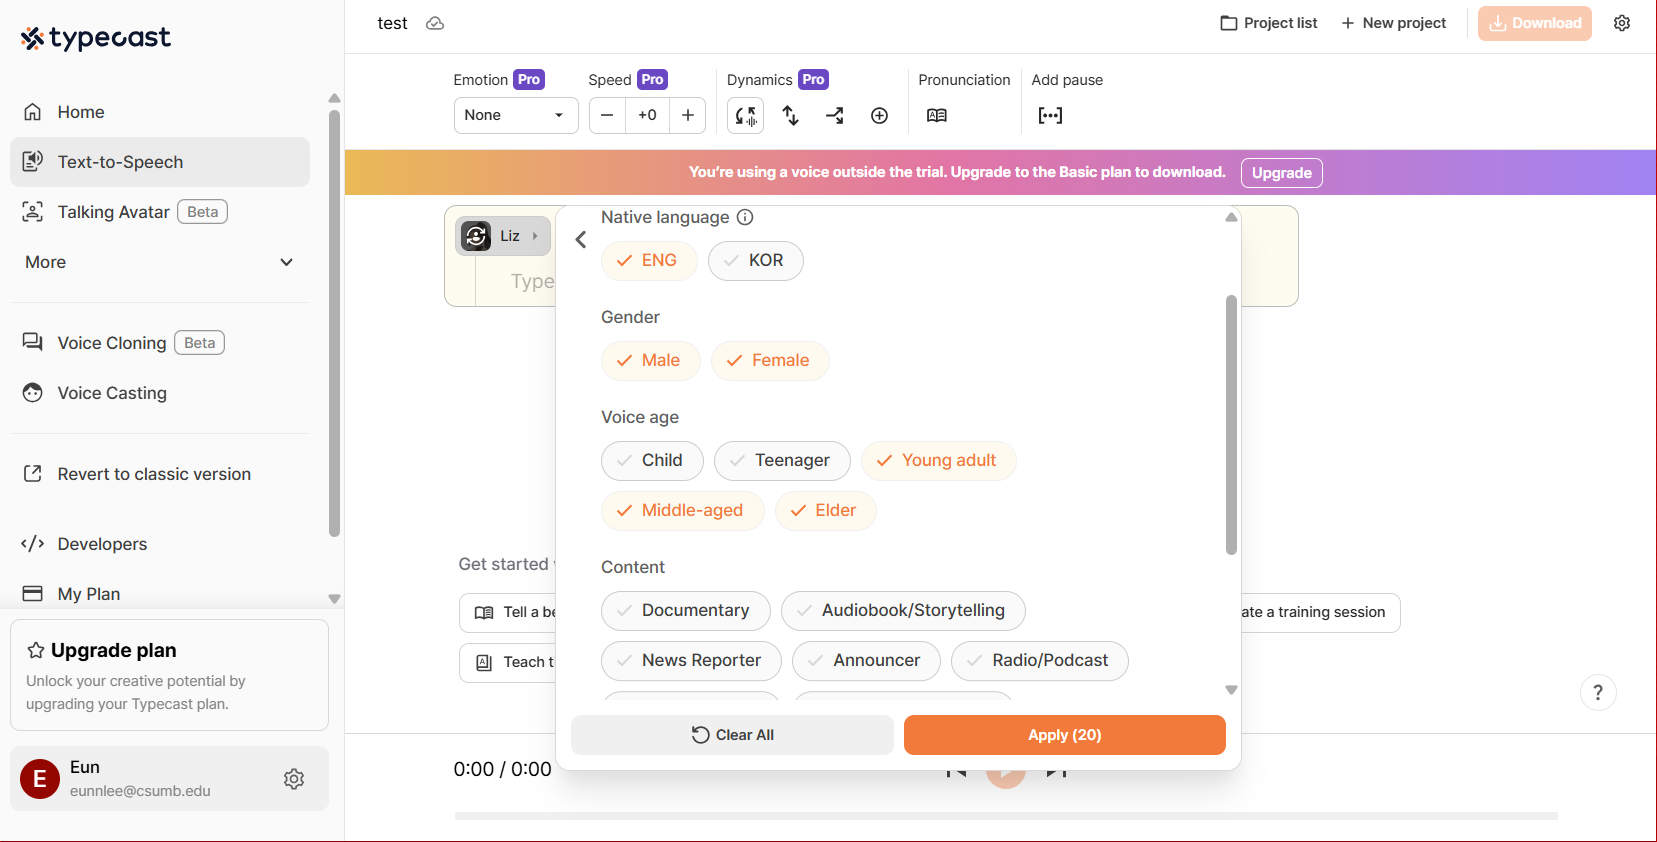 typecast
Home
Text-to-Speech
Talking Avatar Beta
More
Voice Cloning Beta
Voice Casting
Revert to classic version
Developers
My Plan
Upgrade plan
Unlock your creative potential by
upgrading your Typecast plan.
E
Eun
eunnlee@csumb.edu
test
Project list
New project
Download
Emotion Pro
Speed Pro
Dynamics Pro
Pronunciation
Add pause
None
+0
You're using a voice outside the trial. Upgrade to the Basic plan to download.
Upgrade
Liz
Type
Native language
ENG
KOR
Gender
Male
Female
Voice age
Child
Teenager
Young adult
Middle-aged
Elder
Content
Documentary
Audiobook/Storytelling
News Reporter
Announcer
Radio/Podcast
Clear All
Apply (20)
Get started
Tell a be
ate a training session
Teach t
?
0:00 / 0:00